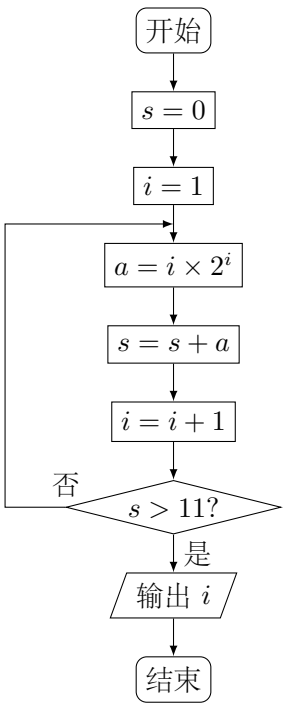 开始
s = 0
i = 1
a = i × 2^i
s = s + a
i = i + 1
否
s > 11?
是
输出 i
结束